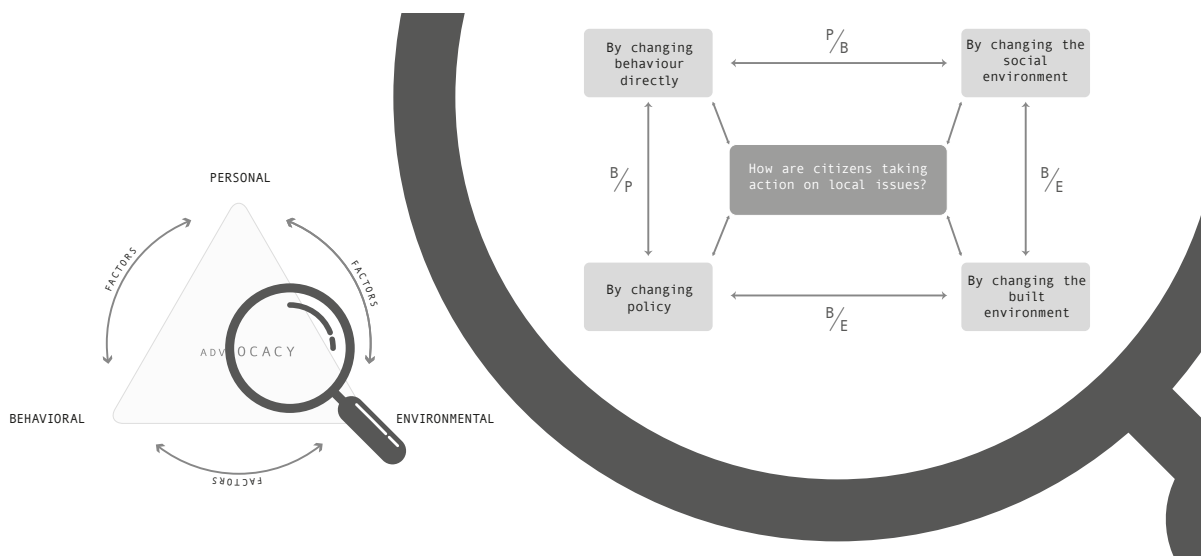 PERSONAL
FACTORS
FACTORS
ADVOCACY
BEHAVIORAL
ENVIRONMENTAL
FACTORS
By changing
behaviour
directly
P/B
By changing the
social
environment
B/P
How are citizens taking
action on local issues?
B/E
By changing
policy
B/E
By changing the
built
environment